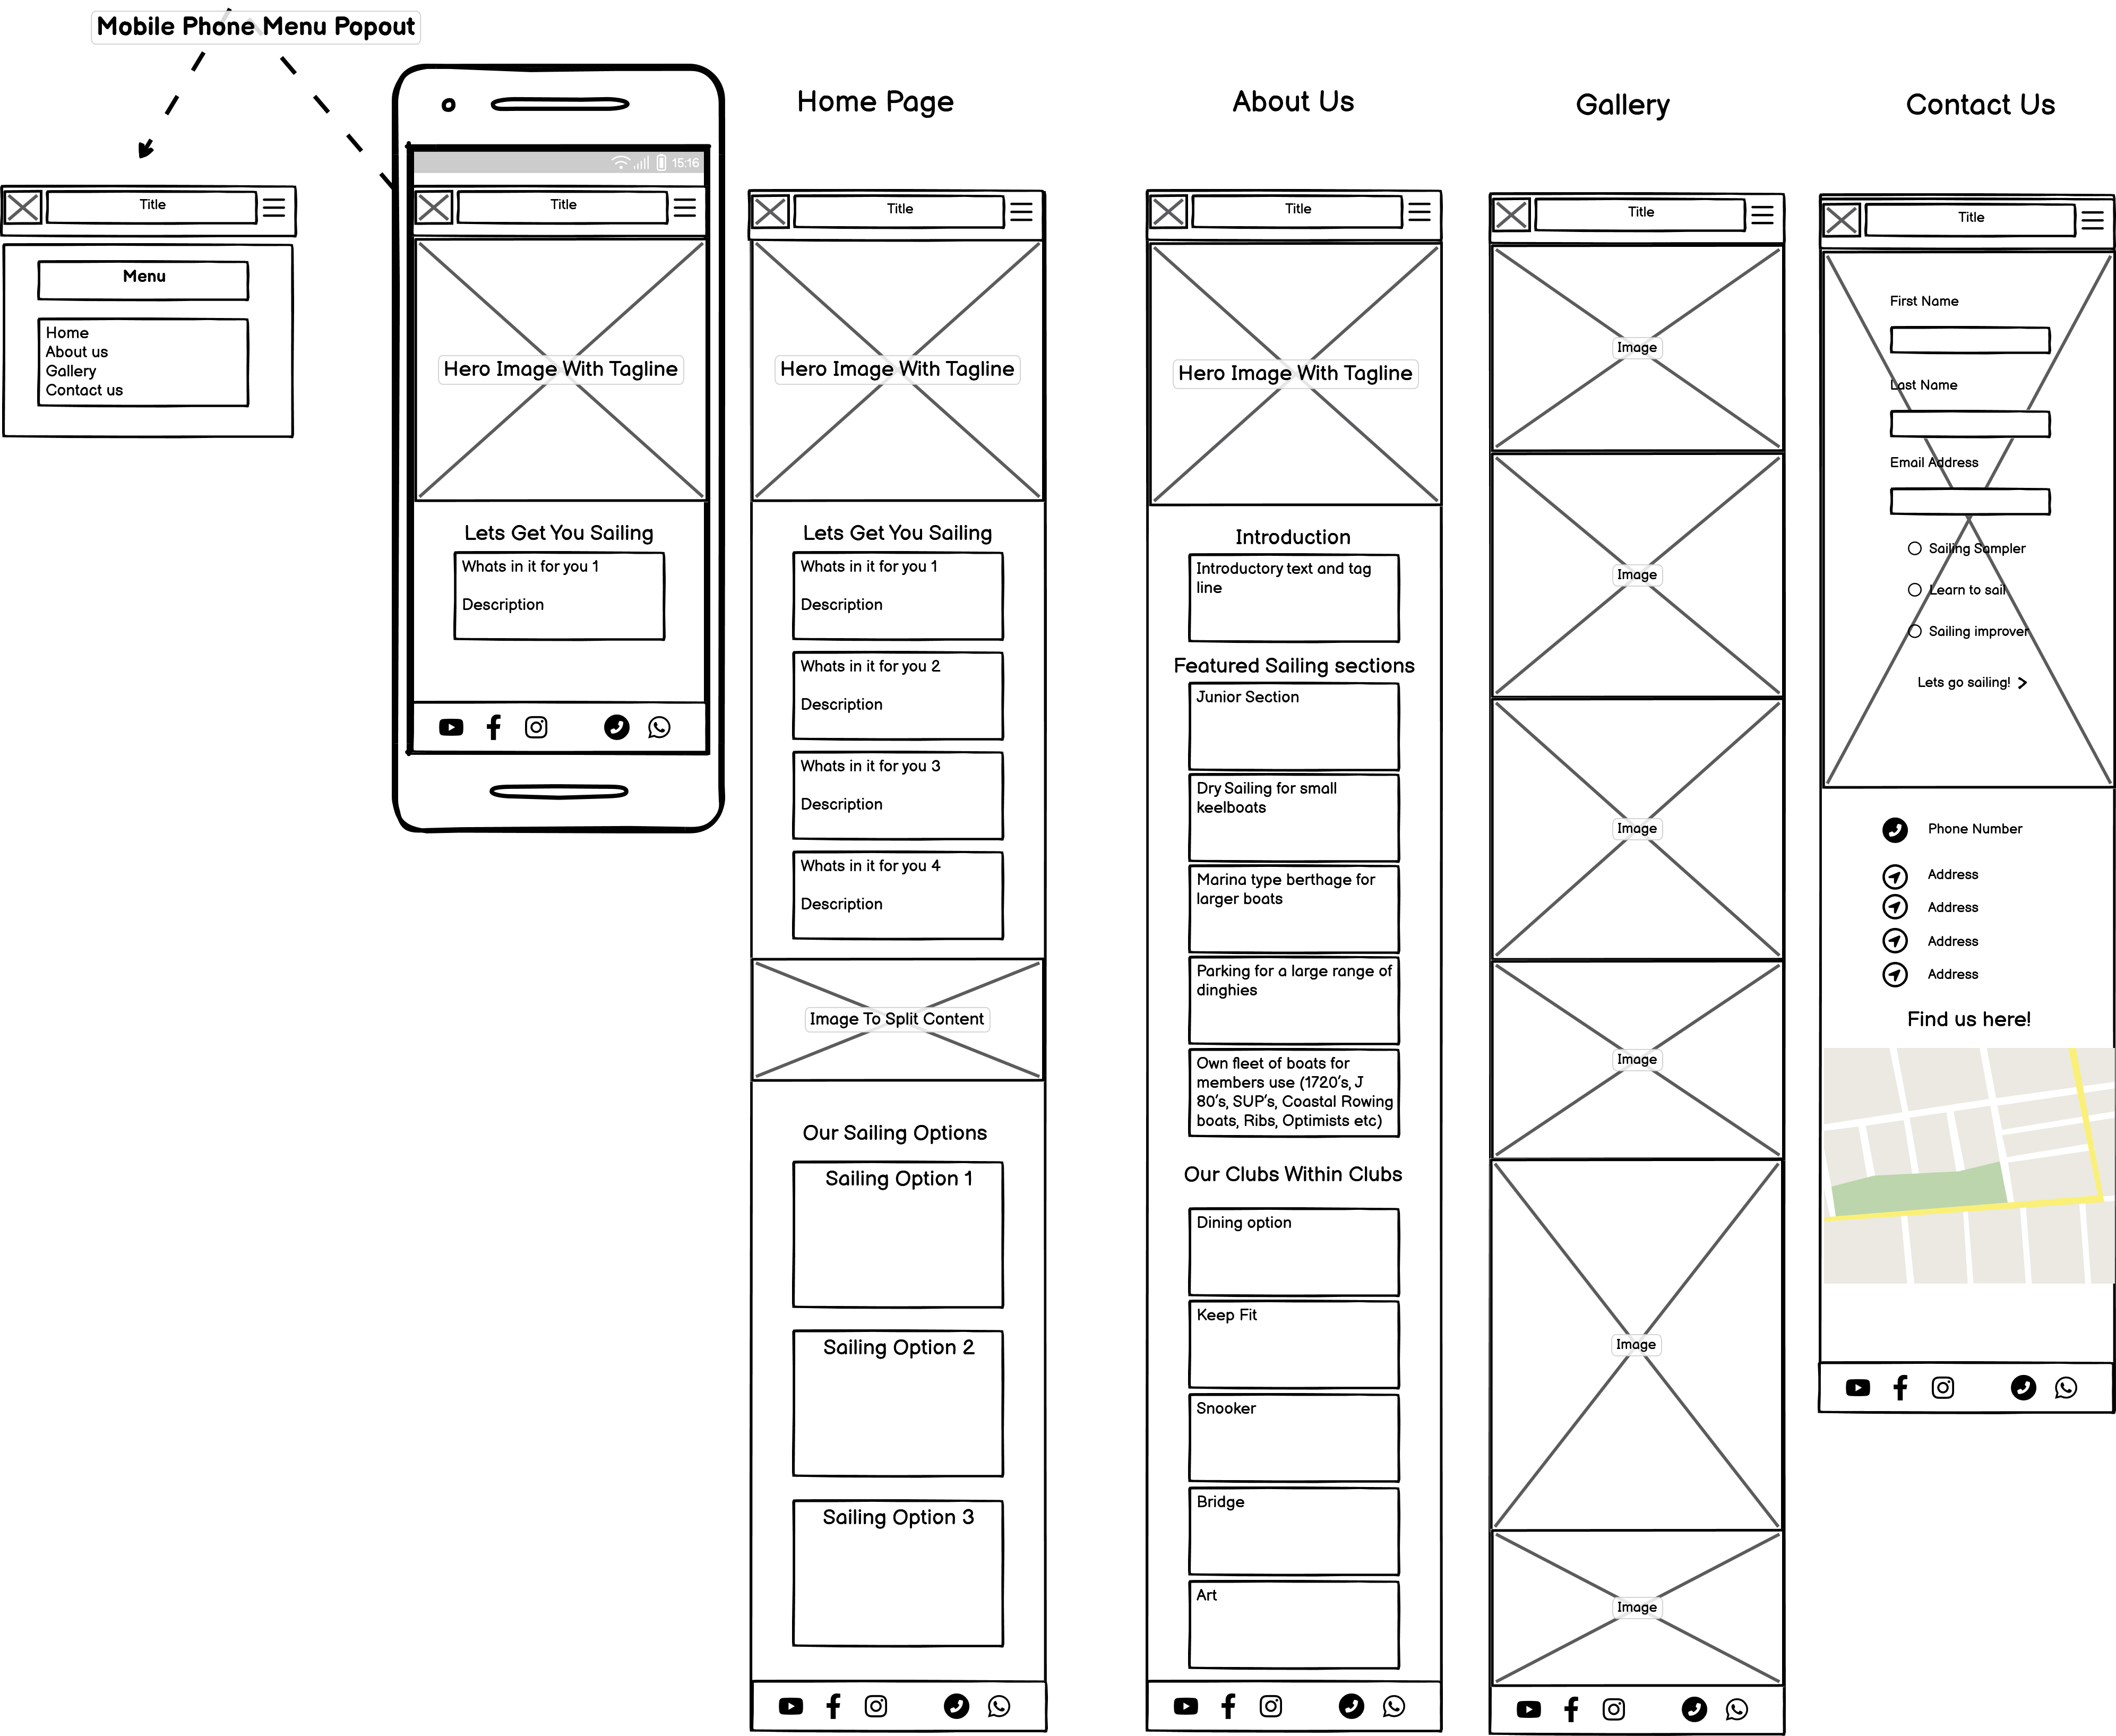 Mobile Phone Menu Popout
Title
Menu
Home
About us
Gallery
Contact us
15:16
Title
Hero Image With Tagline
Lets Get You Sailing
Whats in it for you 1
Description
Home Page
Title
Hero Image With Tagline
Lets Get You Sailing
Whats in it for you 1
Description
Whats in it for you 2
Description
Whats in it for you 3
Description
Whats in it for you 4
Description
Image To Split Content
Our Sailing Options
Sailing Option 1
Sailing Option 2
Sailing Option 3
About Us
Title
Hero Image With Tagline
Introduction
Introductory text and tag
line
Featured Sailing sections
Junior Section
Dry Sailing for small
keelboats
Marina type berthage for
larger boats
Parking for a large range of
dinghies
Own fleet of boats for
members use (1720's, J
80's, SUP's, Coastal Rowing
boats, Ribs, Optimists etc)
Our Clubs Within Clubs
Dining option
Keep Fit
Snooker
Bridge
Art
Gallery
Title
Image
Image
Image
Image
Image
Image
Contact Us
Title
First Name
Last Name
Email Address
Sailing Sampler
Learn to sail
Sailing improver
Lets go sailing!
Phone Number
Address
Address
Address
Address
Find us here!